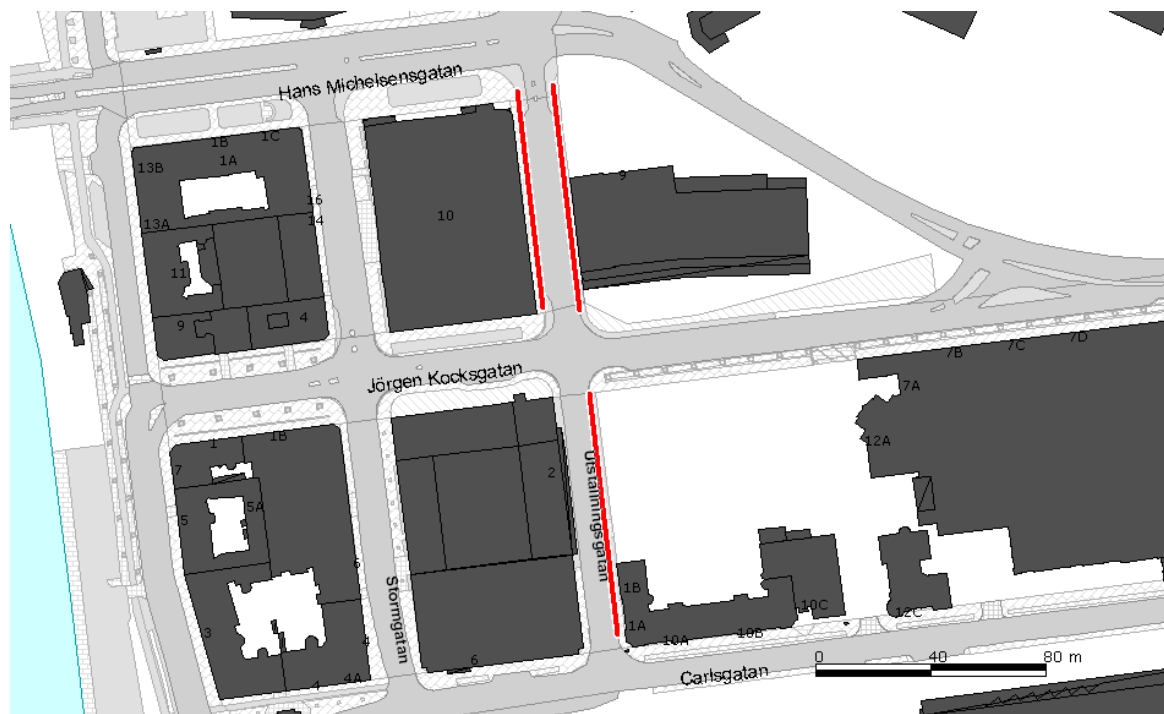 Hans Michelsensgatan
1C
1B
1A
13B
9
16
10
14
13A
11
4
9
7B
7C
7D
Jörgen Kocksgatan
7A
1B
1
12A
7
2
5A
5
Utställningsgatan
6
1B
10C
Stormgatan
12C
1A
3
10B
4
10A
6
Carlsgatan
4A
4
0 40 80 m